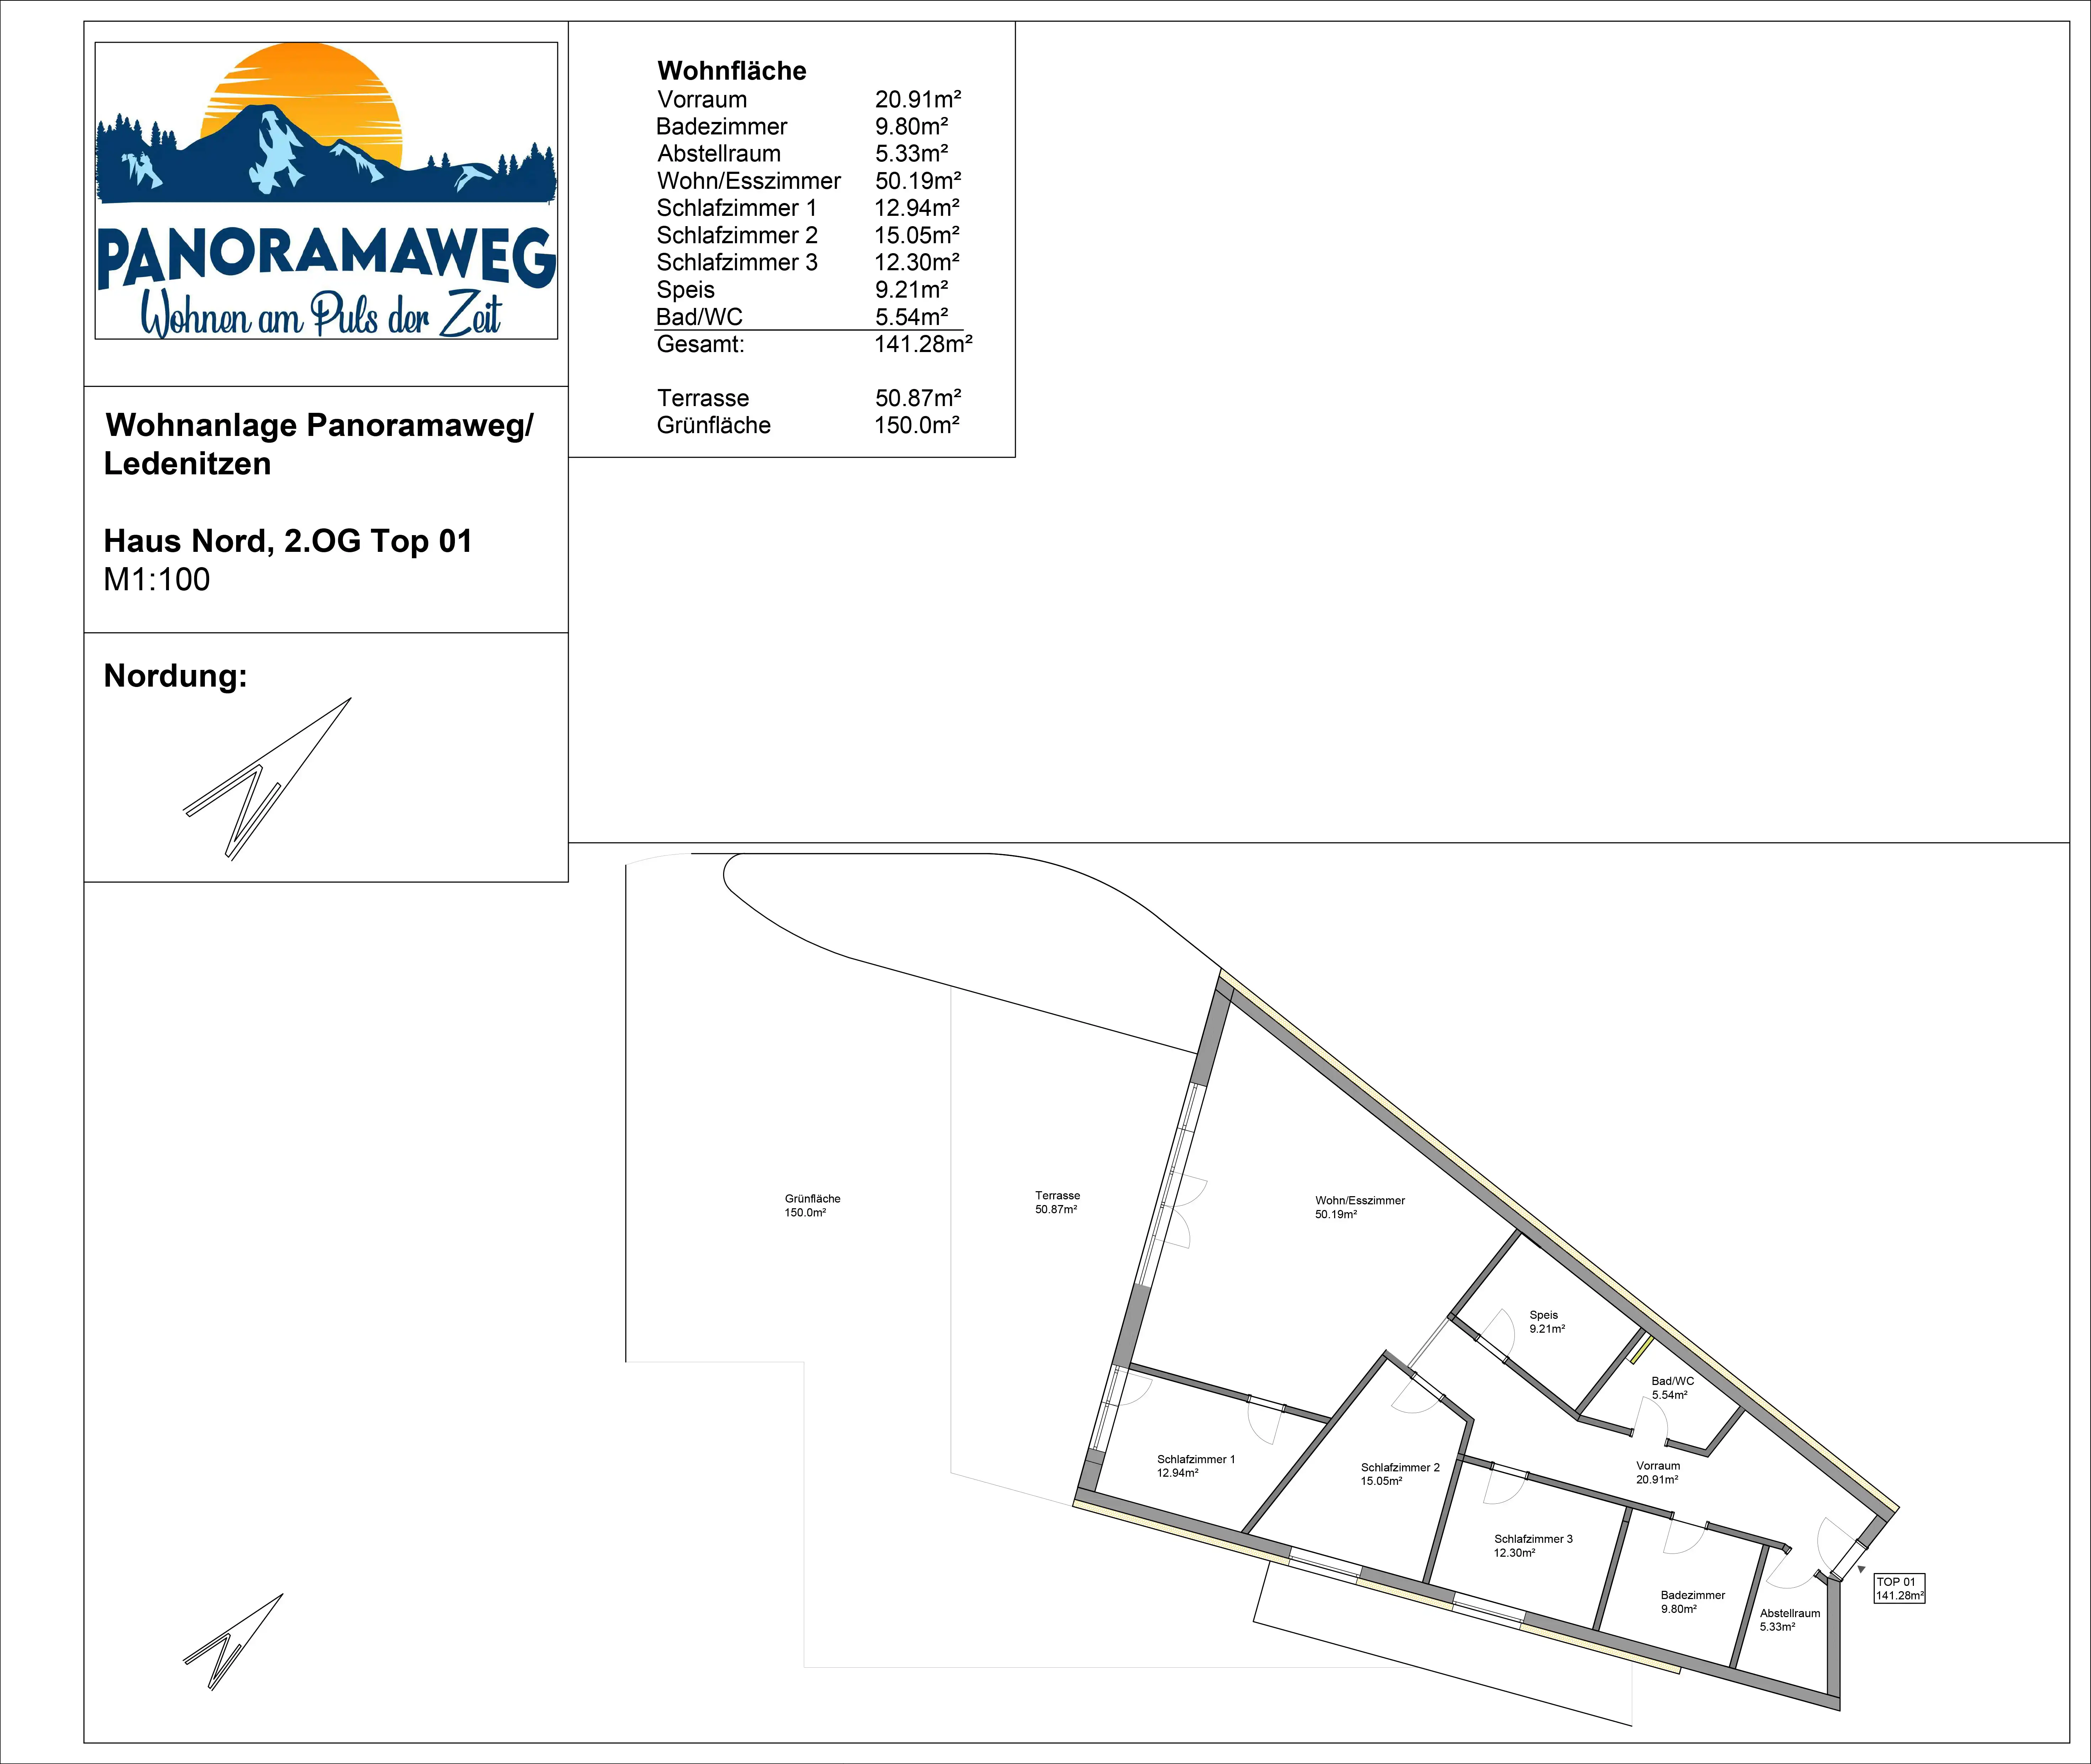 PANORAMAWEG
Wohnen am Puls der Zeit
Wohnanlage Panoramaweg/
Ledenitzen
Haus Nord, 2.OG Top 01
M1:100
Nordung:
Wohnfläche
Vorraum 20.91m²
Badezimmer 9.80m²
Abstellraum 5.33m²
Wohn/Esszimmer 50.19m²
Schlafzimmer 1 12.94m²
Schlafzimmer 2 15.05m²
Schlafzimmer 3 12.30m²
Speis 9.21m²
Bad/WC 5.54m²
Gesamt: 141.28m²
Terrasse 50.87m²
Grünfläche 150.0m²
Grünfläche
150.0m²
Terrasse
50.87m²
Wohn/Esszimmer
50.19m²
Speis
9.21m²
Bad/WC
5.54m²
Schlafzimmer 1
12.94m²
Schlafzimmer 2
15.05m²
Vorraum
20.91m²
Schlafzimmer 3
12.30m²
Badezimmer
9.80m²
Abstellraum
5.33m²
TOP 01
141.28m²